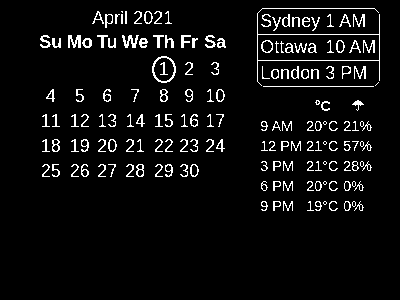 April 2021
Su Mo Tu We Th Fr Sa
1 2 3
4 5 6 7 8 9 10
11 12 13 14 15 16 17
18 19 20 21 22 23 24
25 26 27 28 29 30
Sydney 1 AM
Ottawa 10 AM
London 3 PM
°C ☂
9 AM 20°C 21%
12 PM 21°C 57%
3 PM 21°C 28%
6 PM 20°C 0%
9 PM 19°C 0%